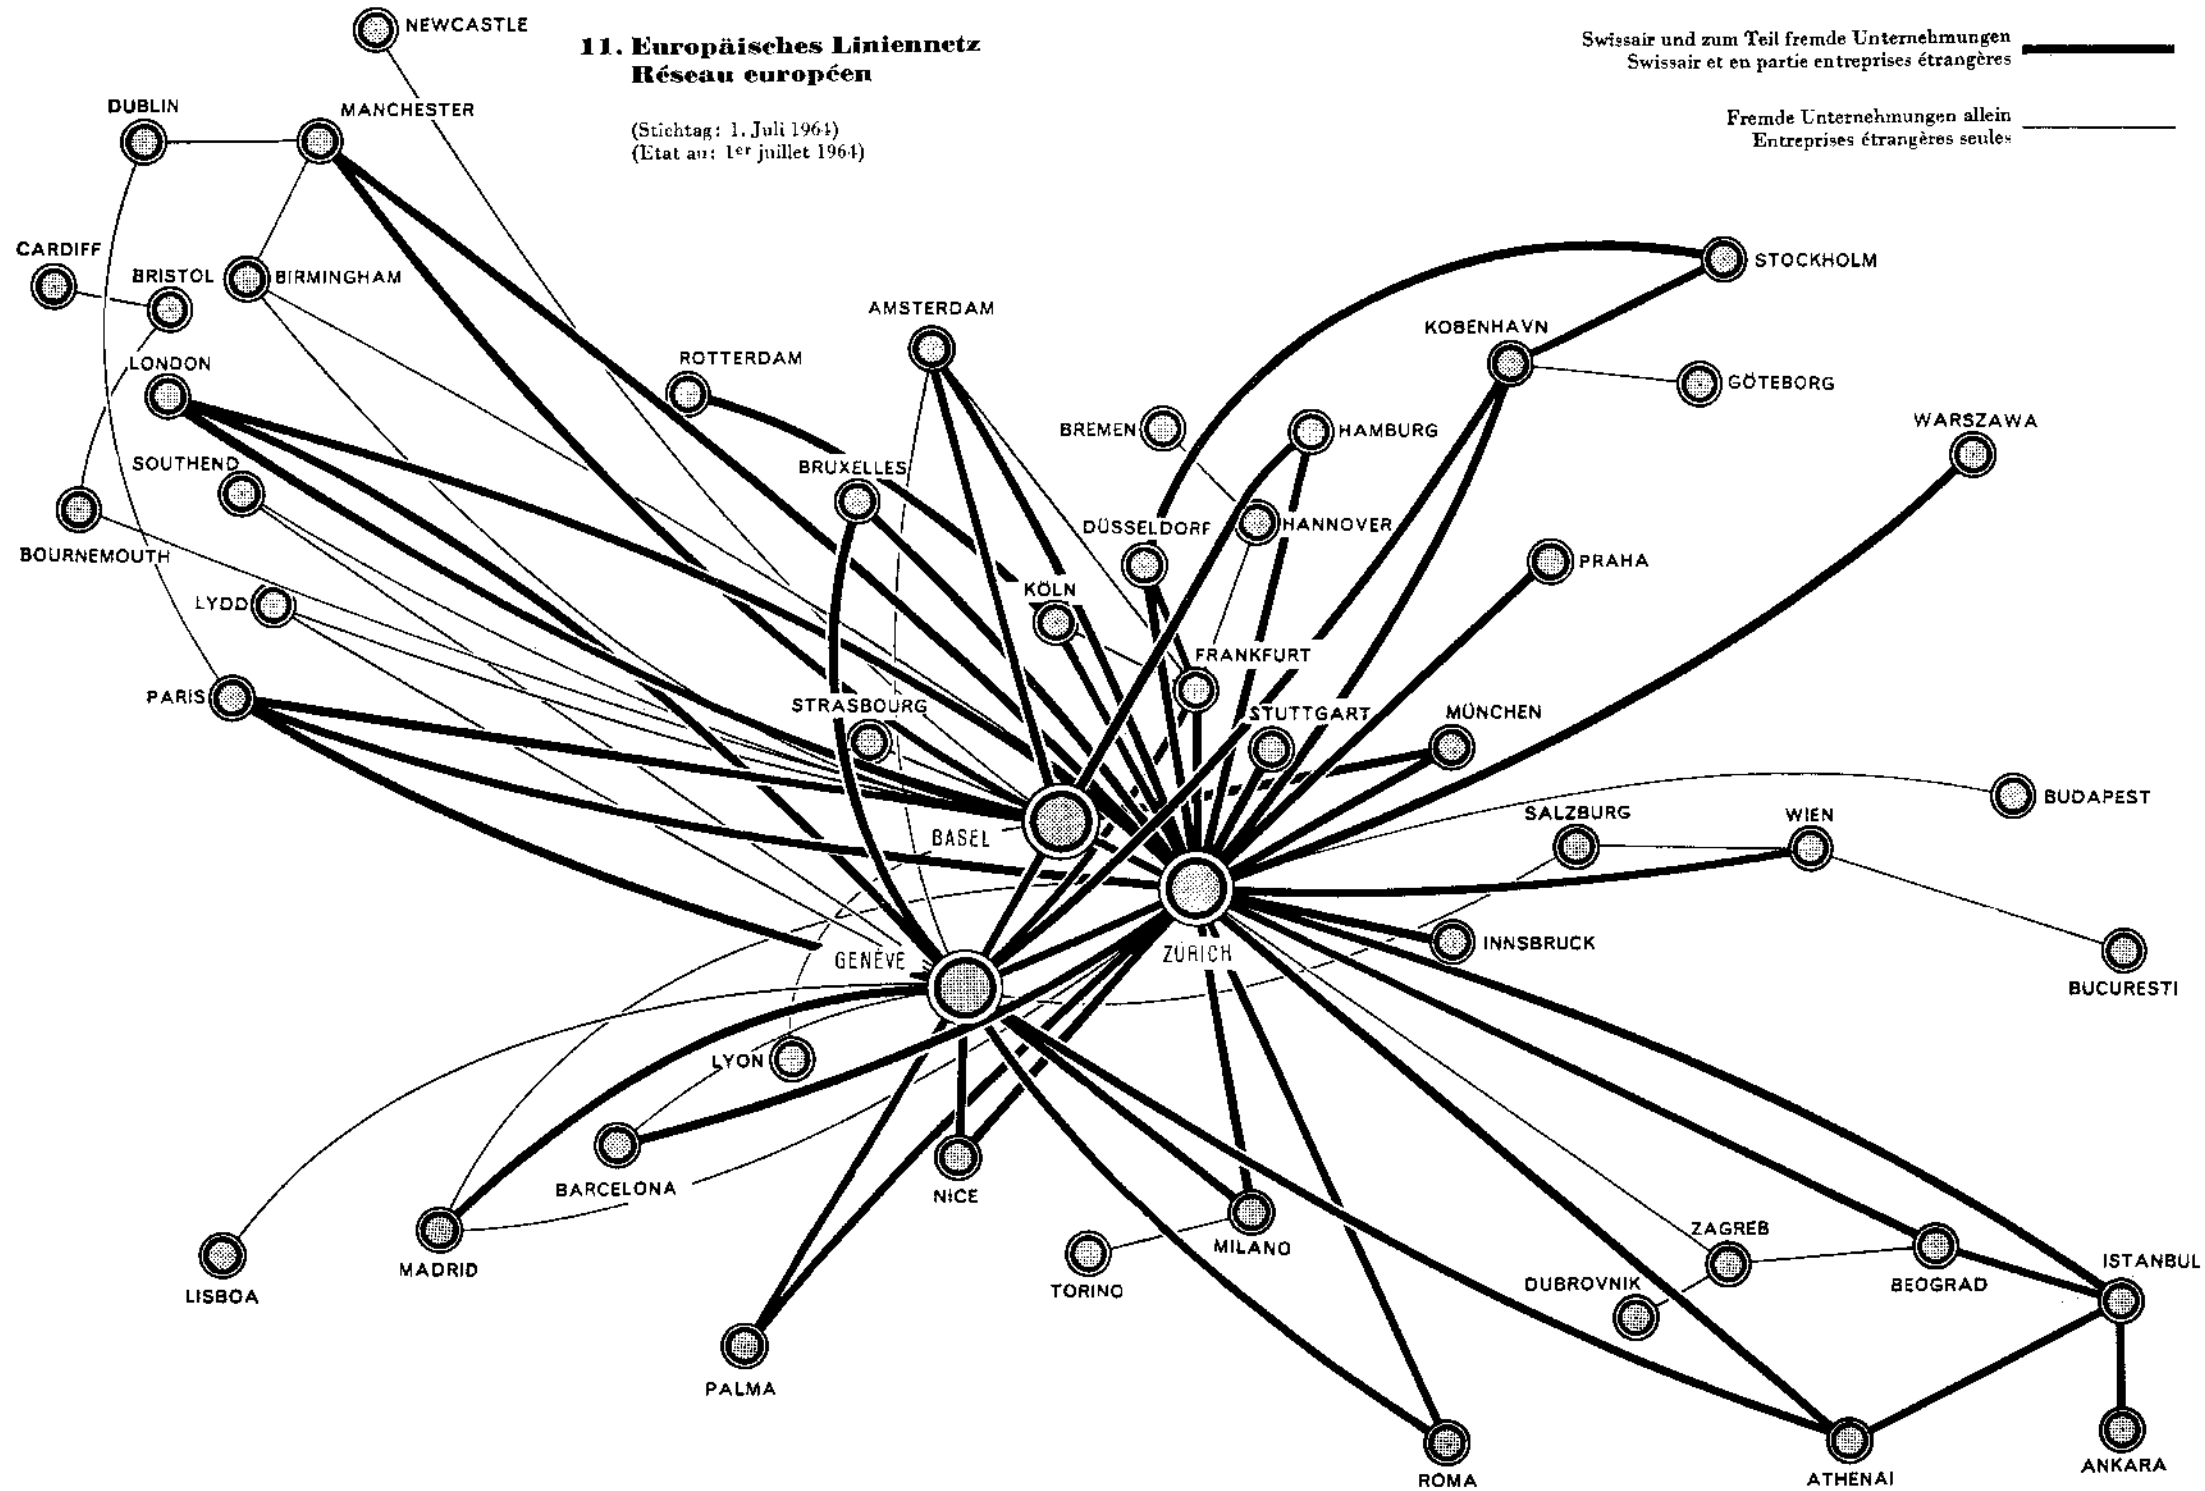 11. Europäisches Liniennetz
Réseau européen
(Stichtag: 1. Juli 1964)
(Etat au: 1er juillet 1964)
Swissair und zum Teil fremde Unternehmungen
Swissair et en partie entreprises étrangères
Fremde Unternehmungen allein
Entreprises étrangères seules
NEWCASTLE
DUBLIN
MANCHESTER
CARDIFF
BRISTOL
BIRMINGHAM
STOCKHOLM
AMSTERDAM
KOBENHAVN
LONDON
ROTTERDAM
GÖTEBORG
WARSZAWA
BREMEN
HAMBURG
SOUTHEND
BRUXELLES
DÜSSELDORF
HANNOVER
BOURNEMOUTH
PRAHA
LYDD
KÖLN
FRANKFURT
PARIS
STRASBOURG
STUTTGART
MÜNCHEN
BUDAPEST
SALZBURG
WIEN
BASEL
INNSBRUCK
ZÜRICH
GENÈVE
BUCURESTI
LYON
BARCELONA
NICE
MADRID
LISBOA
TORINO
MILANO
ZAGREB
DUBROVNIK
BEOGRAD
ISTANBUL
PALMA
ROMA
ATHENAI
ANKARA